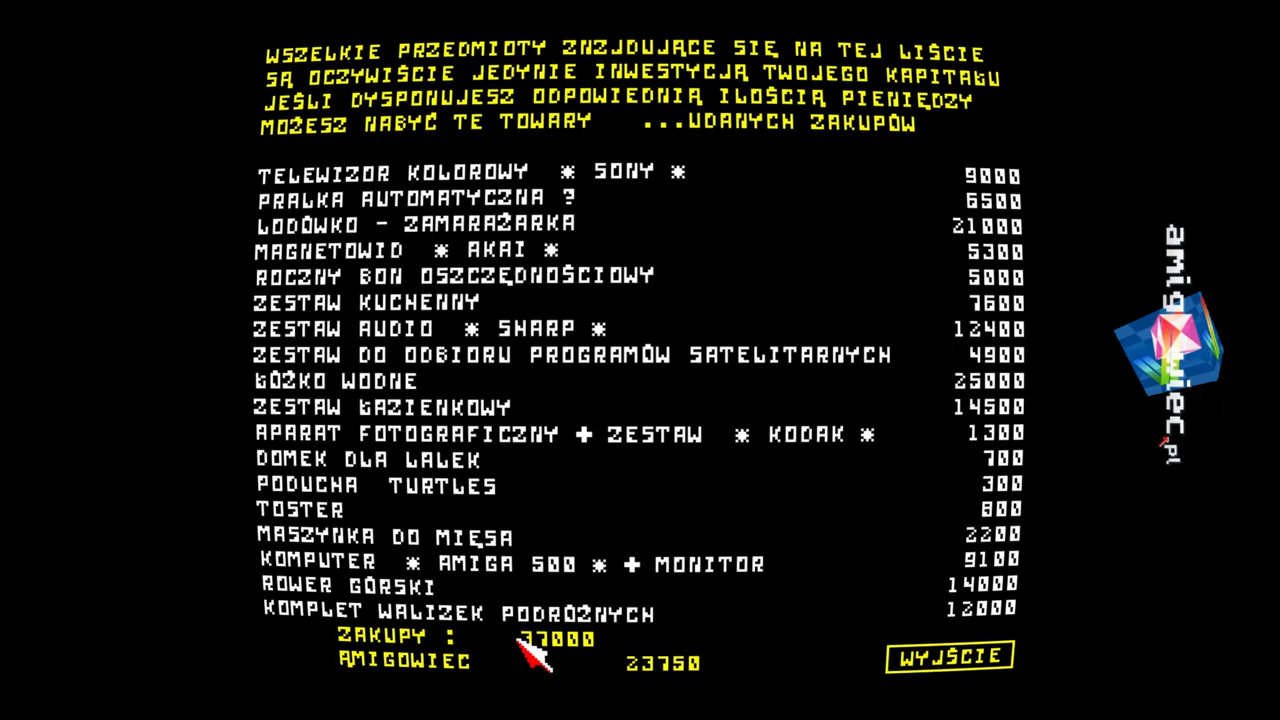 WSZELKIE PRZEDMIOTY ZNZJDUJĄCE SIĘ NA TEJ LIŚCIE
SĄ OCZYWIŚCIE JEDYNIE INWESTYCJĄ TWOJEGO KAPITAŁU
JEŚLI DYSPONUJESZ ODPOWIEDNIĄ ILOŚCIĄ PIENIĘDZY
MOŻESZ NABYĆ TE TOWARY ...UDANYCH ZAKUPÓW
TELEWIZOR KOLOROWY * SONY * 9000
PRALKA AUTOMATYCZNA ? 6500
LODÓWKO - ZAMARAŻARKA 21000
MAGNETOWID * AKAI * 5300
ROCZNY BON OSZCZĘDNOŚCIOWY 5000
ZESTAW KUCHENNY 7600
ZESTAW AUDIO * SHARP * 12400
ZESTAW DO ODBIORU PROGRAMÓW SATELITARNYCH 4900
ŁÓŻKO WODNE 25000
ZESTAW ŁAZIENKOWY 14500
APARAT FOTOGRAFICZNY + ZESTAW * KODAK * 1300
DOMEK DLA LALEK 700
PODUCHA TURTLES 300
TOSTER 800
MASZYNKA DO MIĘSA 2200
KOMPUTER * AMIGA 500 * + MONITOR 9100
ROWER GÓRSKI 14000
KOMPLET WALIZEK PODRÓŻNYCH 12000
ZAKUPY : 37000
AMIGOWIEC 23750
WYJŚCIE
amigowiec.pl